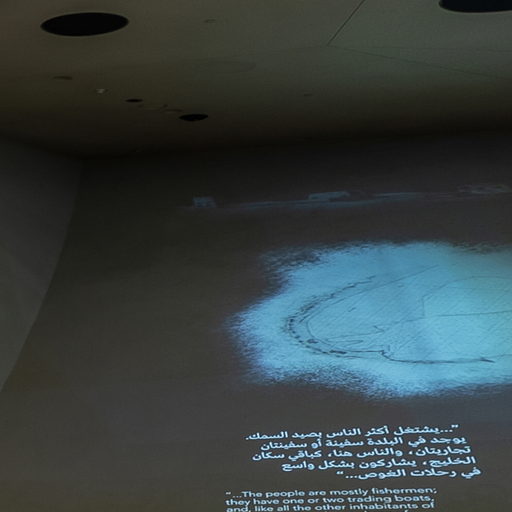 "...يشتغل أكثر الناس بصيد السمك.
يوجد في البلدة سفينة أو سفينتان
تجاريتان، والناس هنا، كباقي سكان
الخليج، يشاركون بشكل واسع
في رحلات الغوص..."
"...The people are mostly fishermen;
they have one or two trading boats,
and, like all the other inhabitants of